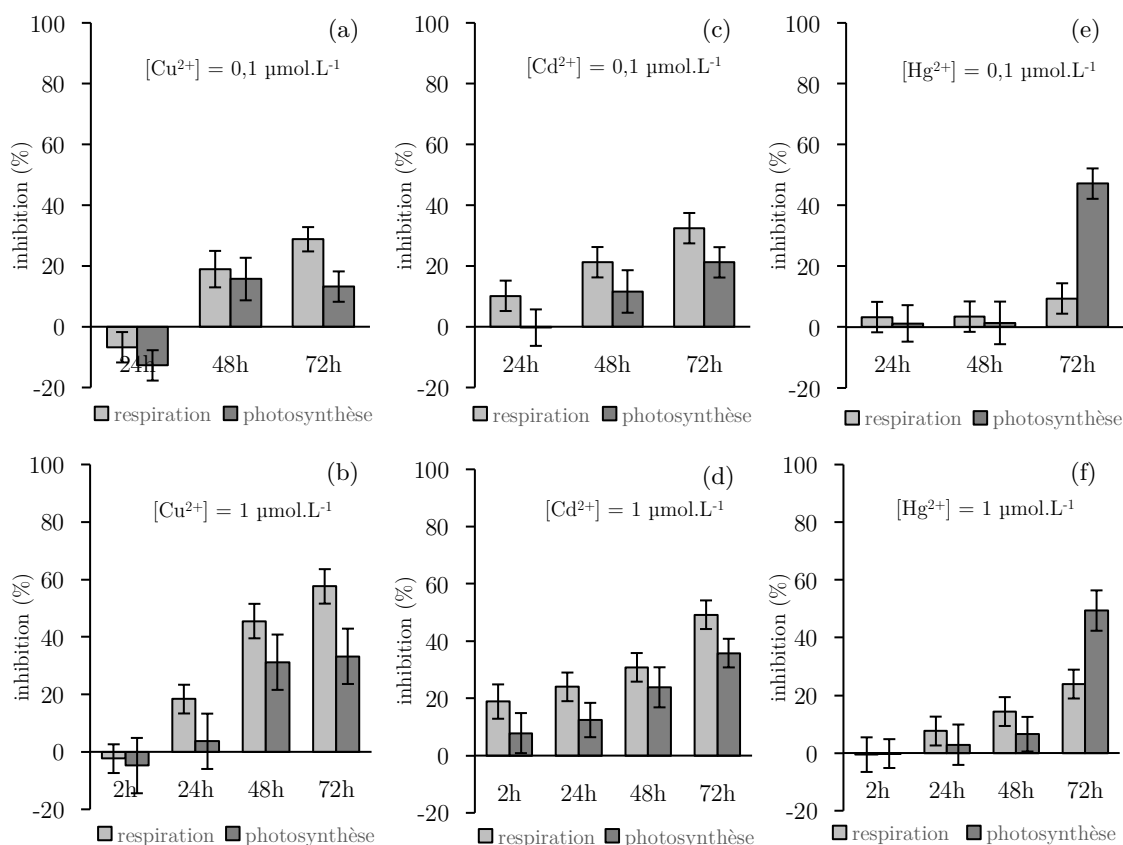 (a)
[Cu²⁺] = 0,1 µmol.L⁻¹
inhibition (%)
100
80
60
40
20
0
-20
24h 48h 72h
respiration photosynthèse
(c)
[Cd²⁺] = 0,1 µmol.L⁻¹
inhibition (%)
100
80
60
40
20
0
-20
24h 48h 72h
respiration photosynthèse
(e)
[Hg²⁺] = 0,1 µmol.L⁻¹
inhibition (%)
100
80
60
40
20
0
-20
24h 48h 72h
respiration photosynthèse
(b)
[Cu²⁺] = 1 µmol.L⁻¹
inhibition (%)
100
80
60
40
20
0
-20
2h 24h 48h 72h
respiration photosynthèse
(d)
[Cd²⁺] = 1 µmol.L⁻¹
inhibition (%)
100
80
60
40
20
0
-20
2h 24h 48h 72h
respiration photosynthèse
(f)
[Hg²⁺] = 1 µmol.L⁻¹
inhibition (%)
100
80
60
40
20
0
-20
2h 24h 48h 72h
respiration photosynthèse